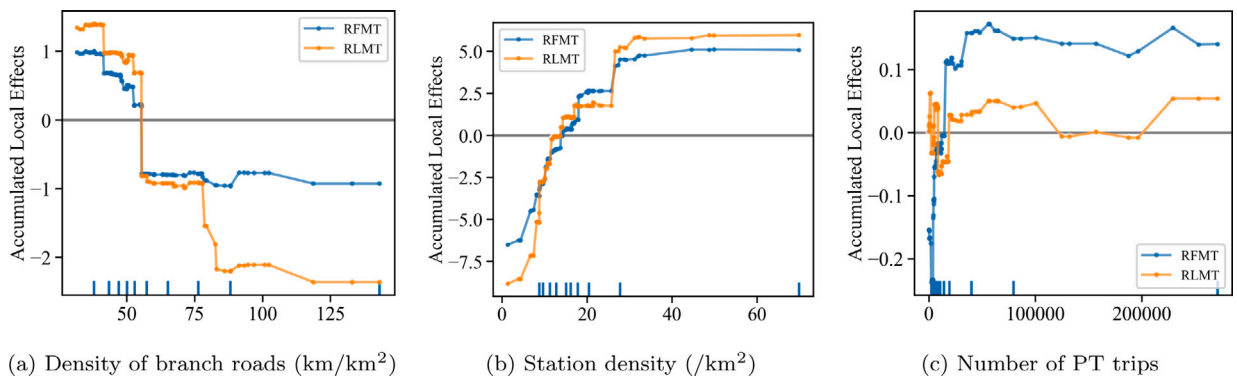 Accumulated Local Effects
1
0
−1
−2
RFMT
RLMT
50
75
100
125
(a) Density of branch roads (km/km²)
Accumulated Local Effects
5.0
2.5
0.0
−2.5
−5.0
−7.5
RFMT
RLMT
0
20
40
60
(b) Station density (/km²)
Accumulated Local Effects
0.1
0.0
−0.1
−0.2
RFMT
RLMT
0
100000
200000
(c) Number of PT trips